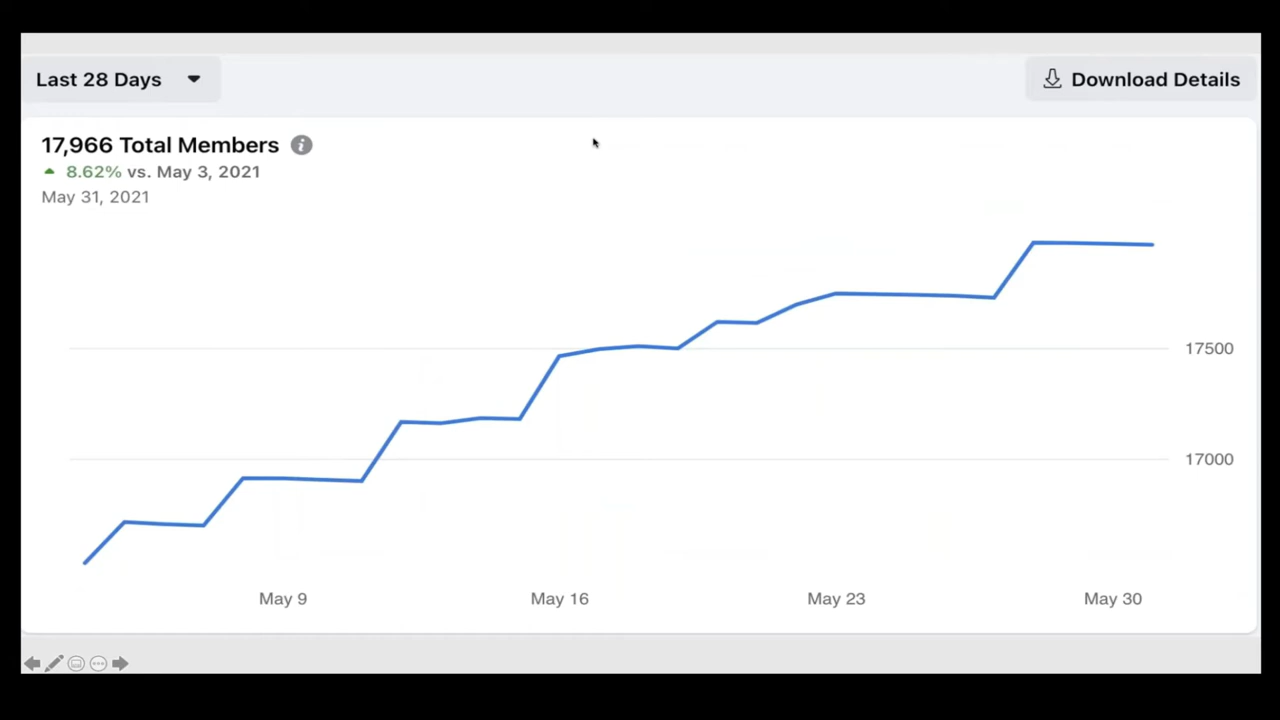 Last 28 Days
Download Details
17,966 Total Members
8.62% vs. May 3, 2021
May 31, 2021
17500
17000
May 9
May 16
May 23
May 30